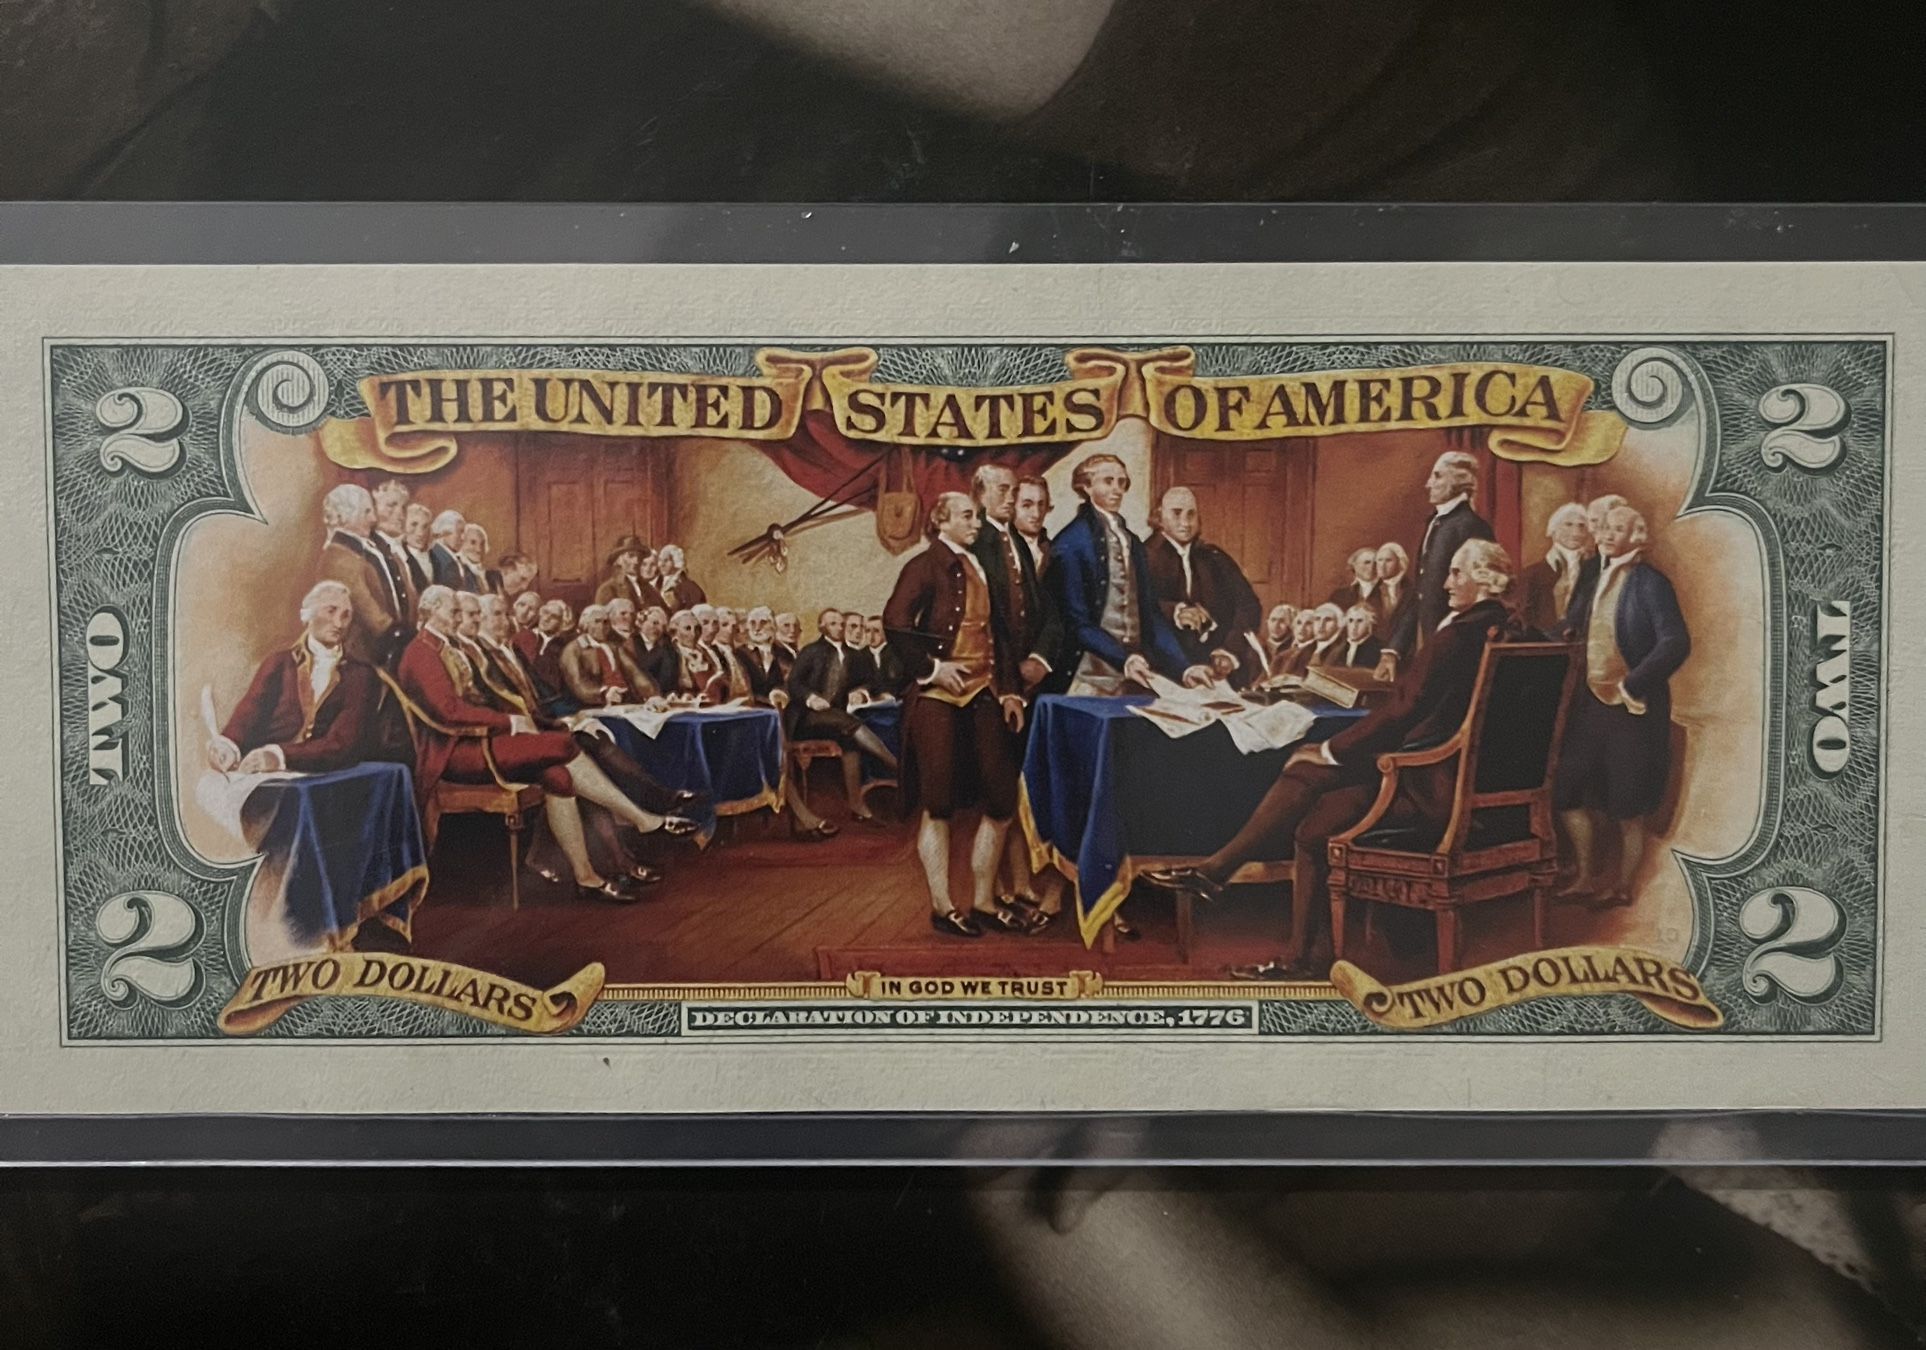 THE UNITED STATES OF AMERICA
2
2
TWO
TWO
2
2
TWO DOLLARS
IN GOD WE TRUST
TWO DOLLARS
DECLARATION OF INDEPENDENCE, 1776